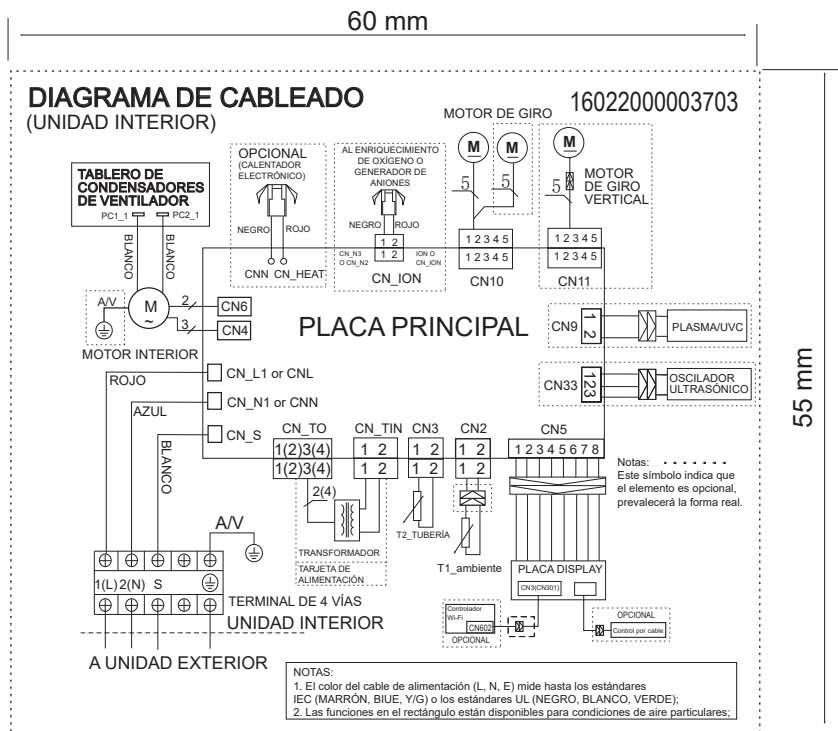 60 mm
55 mm
DIAGRAMA DE CABLEADO
(UNIDAD INTERIOR)
16022000003703
MOTOR DE GIRO
M
M
5
5
1 2 3 4 5
1 2 3 4 5
CN10
M
5
MOTOR
DE GIRO
VERTICAL
1 2 3 4 5
1 2 3 4 5
CN11
OPCIONAL
(CALENTADOR
ELECTRÓNICO)
NEGRO
ROJO
CNN
CN_HEAT
AL ENRIQUECIMIENTO
DE OXÍGENO O
GENERADOR DE
ANIONES
NEGRO
ROJO
1 2
1 2
CN_N3
O CN_N2
ION O
CN_ION
CN_ION
TABLERO DE
CONDENSADORES
DE VENTILADOR
PC1_1
PC2_1
BLANCO
BLANCO
A/V
M
~
2
CN6
3
CN4
MOTOR INTERIOR
PLACA PRINCIPAL
CN9
1 2
PLASMA/UVC
CN33
123
OSCILADOR
ULTRASÓNICO
ROJO
CN_L1 or CNL
AZUL
CN_N1 or CNN
BLANCO
CN_S
CN_TO
1(2)3(4)
1(2)3(4)
2(4)
CN_TIN
1 2
1 2
TRANSFORMADOR
TARJETA DE
ALIMENTACIÓN
CN3
1 2
1 2
T2_TUBERÍA
CN2
1 2
1 2
T1_ambiente
CN5
1 2 3 4 5 6 7 8
PLACA DISPLAY
CN3(CN301)
Controlador
Wi-Fi
CN602
OPCIONAL
OPCIONAL
Control por cable
Notas:
Este símbolo indica que
el elemento es opcional,
prevalecerá la forma real.
A/V
1(L) 2(N) S
TERMINAL DE 4 VÍAS
UNIDAD INTERIOR
A UNIDAD EXTERIOR
NOTAS:
1. El color del cable de alimentación (L, N, E) mide hasta los estándares
IEC (MARRÓN, BIUE, Y/G) o los estándares UL (NEGRO, BLANCO, VERDE);
2. Las funciones en el rectángulo están disponibles para condiciones de aire particulares;